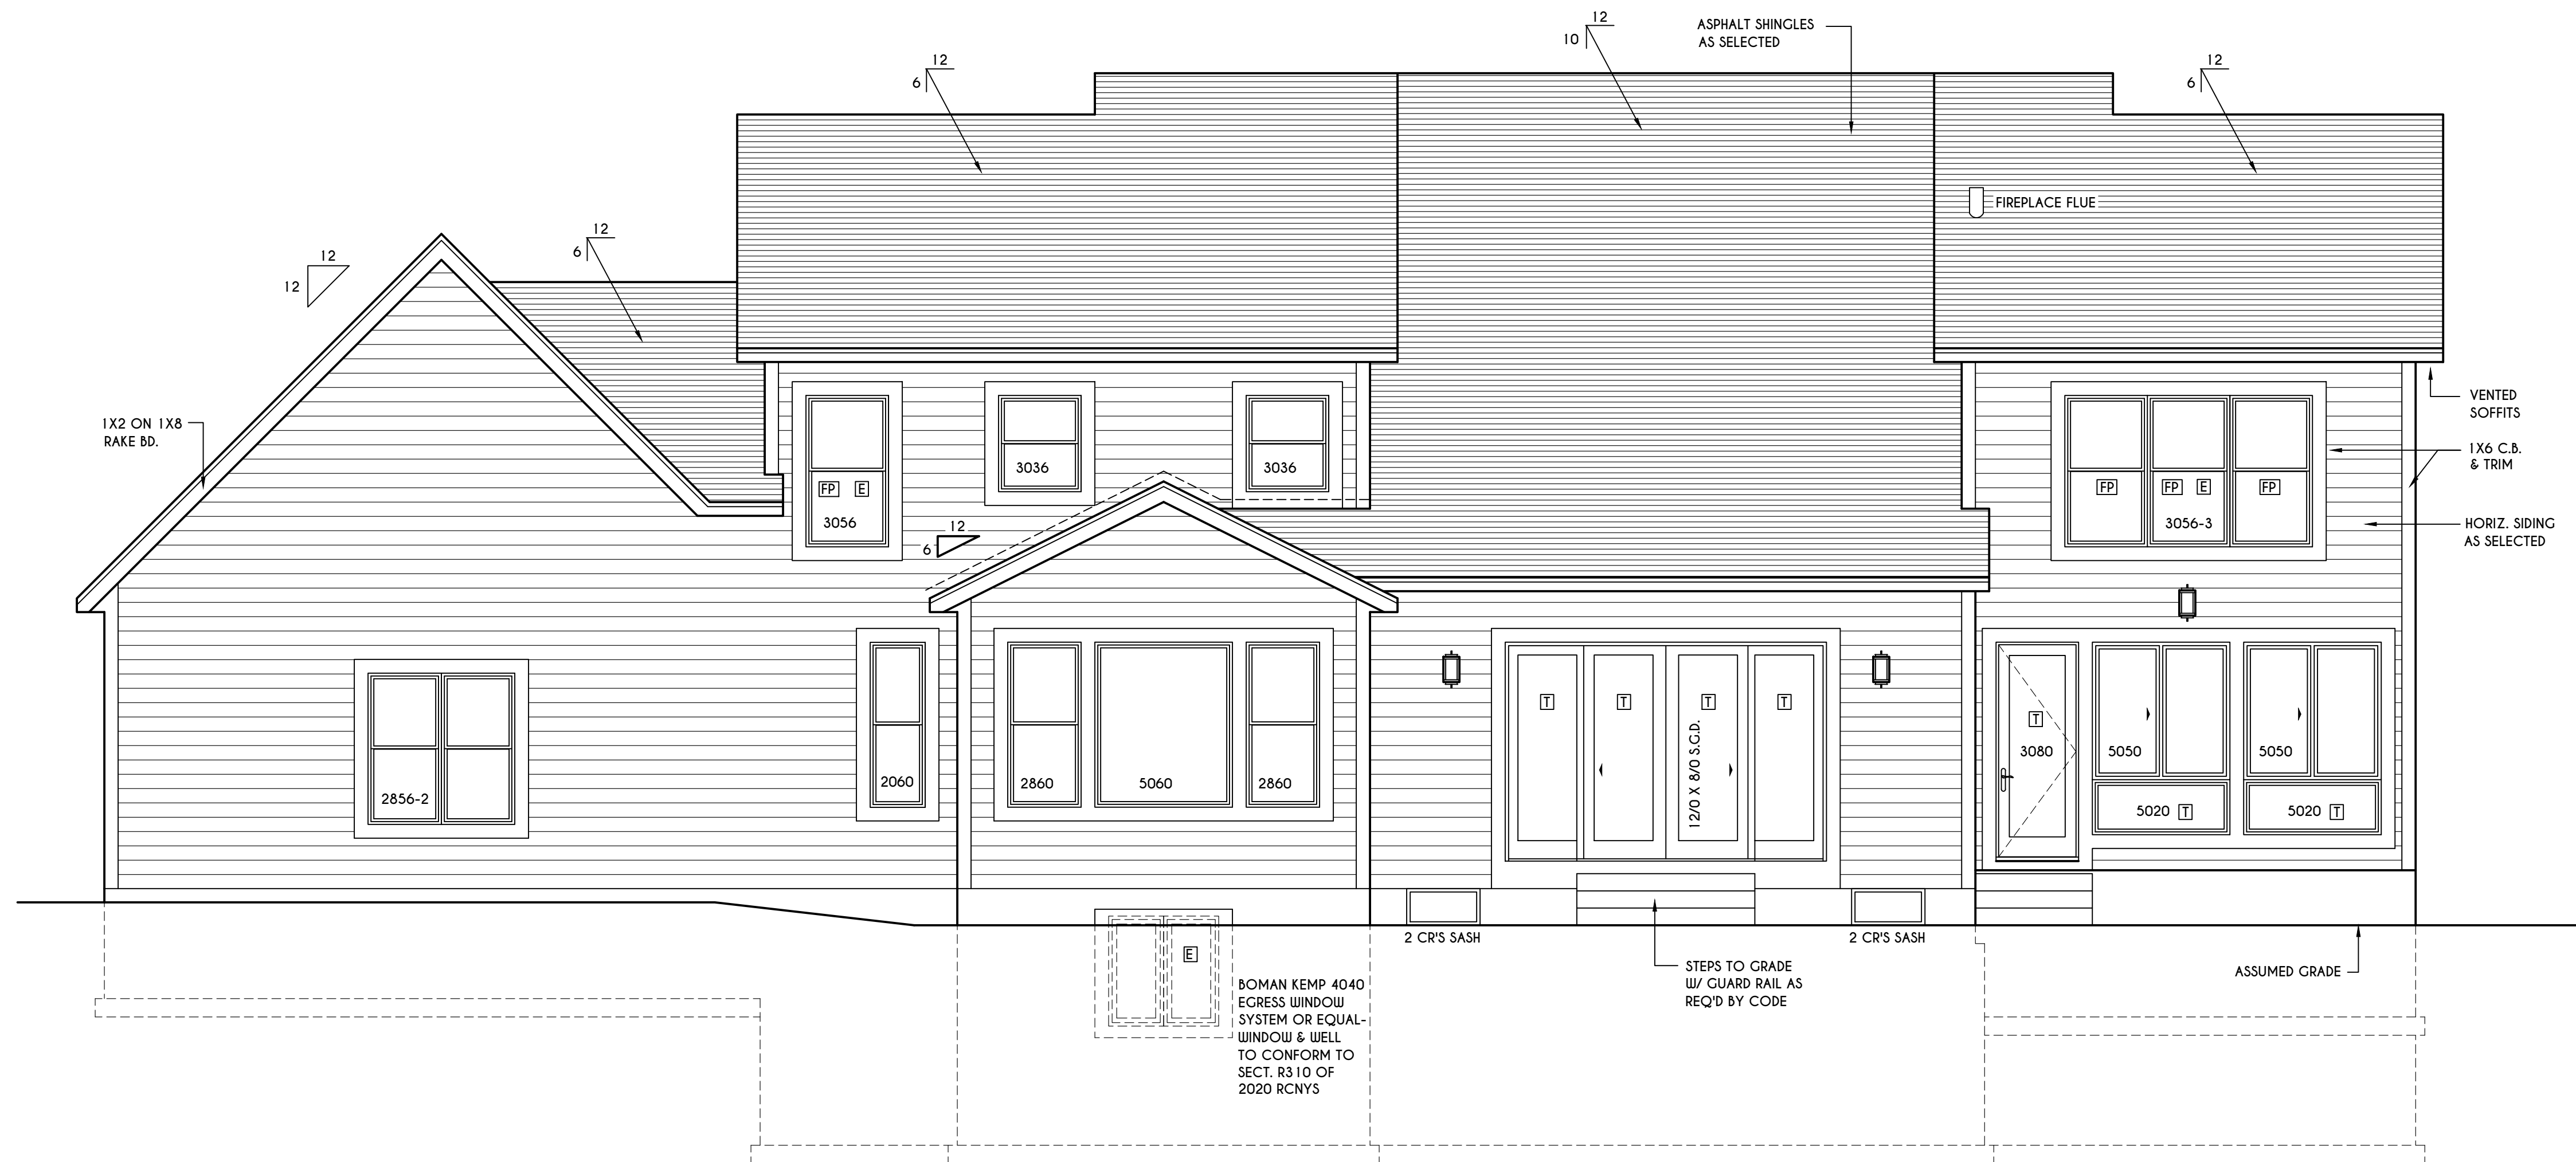 12
10
ASPHALT SHINGLES
AS SELECTED
12
6
12
6
FIREPLACE FLUE
12
6
12
12
1X2 ON 1X8
RAKE BD.
VENTED
SOFFITS
1X6 C.B.
& TRIM
HORIZ. SIDING
AS SELECTED
3036
3036
FP E
3056
FP
FP E
FP
3056-3
12
6
2856-2
2060
2860
5060
2860
T
T
T
T
12/0 X 8/0 S.G.D.
T
3080
5050
5050
5020 T
5020 T
2 CR'S SASH
2 CR'S SASH
E
BOMAN KEMP 4040
EGRESS WINDOW
SYSTEM OR EQUAL-
WINDOW & WELL
TO CONFORM TO
SECT. R310 OF
2020 RCNYS
STEPS TO GRADE
W/ GUARD RAIL AS
REQ'D BY CODE
ASSUMED GRADE